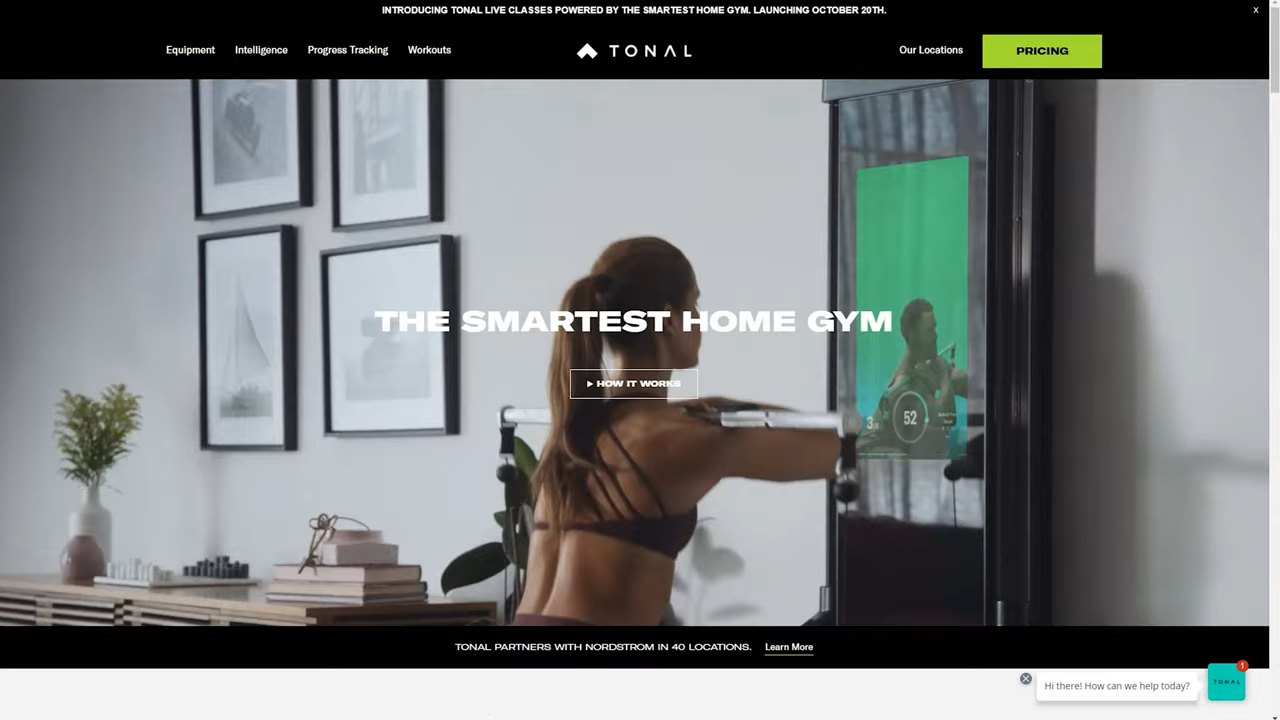 INTRODUCING TONAL LIVE CLASSES POWERED BY THE SMARTEST HOME GYM. LAUNCHING OCTOBER 20TH.
X
Equipment Intelligence Progress Tracking Workouts
TONAL
Our Locations
PRICING
THE SMARTEST HOME GYM
HOW IT WORKS
52
TONAL PARTNERS WITH NORDSTROM IN 40 LOCATIONS. Learn More
Hi there! How can we help today?
TONAL
1